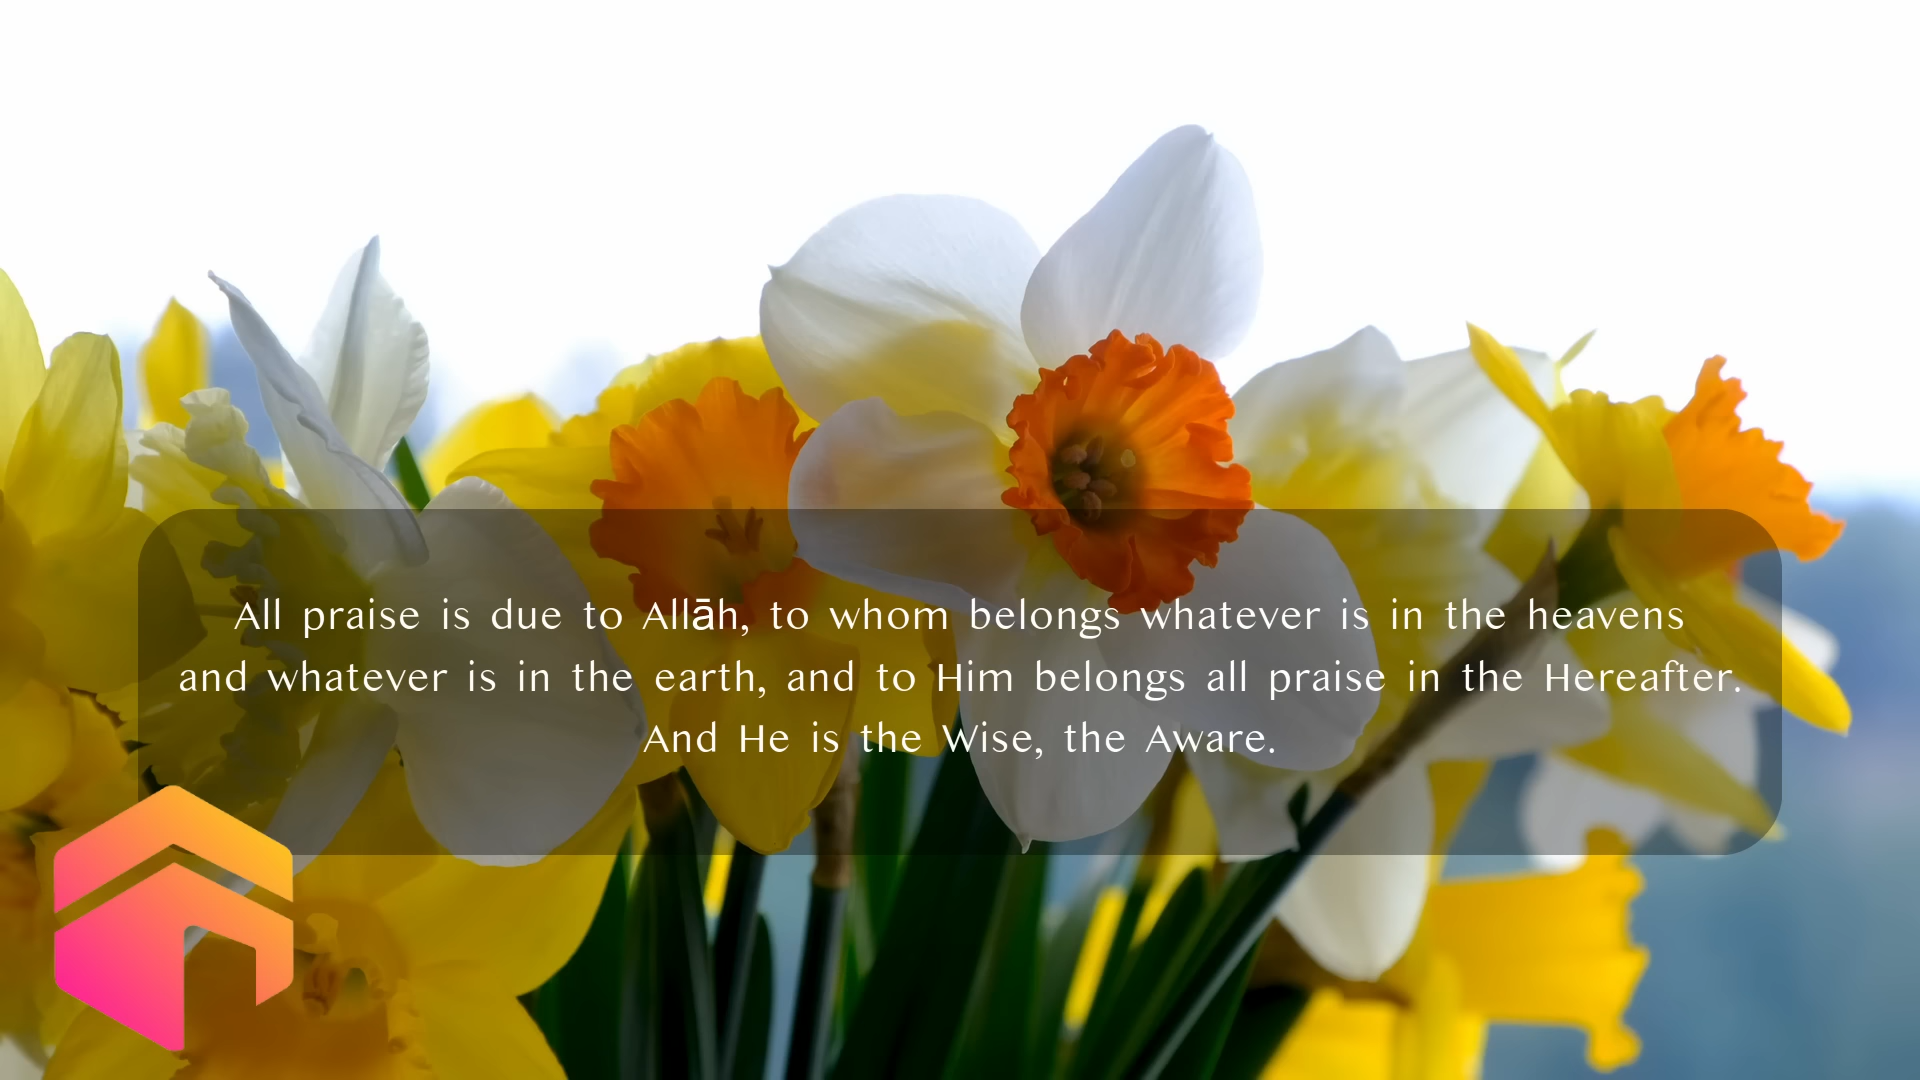 All praise is due to Allāh, to whom belongs whatever is in the heavens
and whatever is in the earth, and to Him belongs all praise in the Hereafter.
And He is the Wise, the Aware.